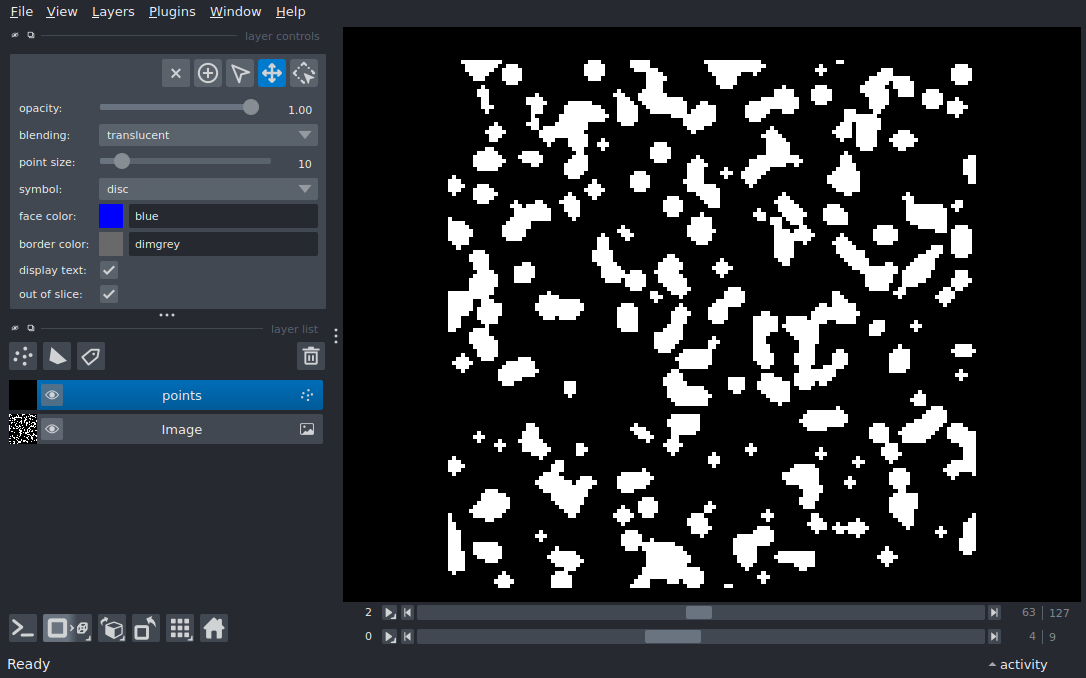 File View Layers Plugins Window Help
layer controls
opacity: 1.00
blending: translucent
point size: 10
symbol: disc
face color: blue
border color: dimgrey
display text:
out of slice:
layer list
points
Image
2 63 127
0 4 9
Ready activity